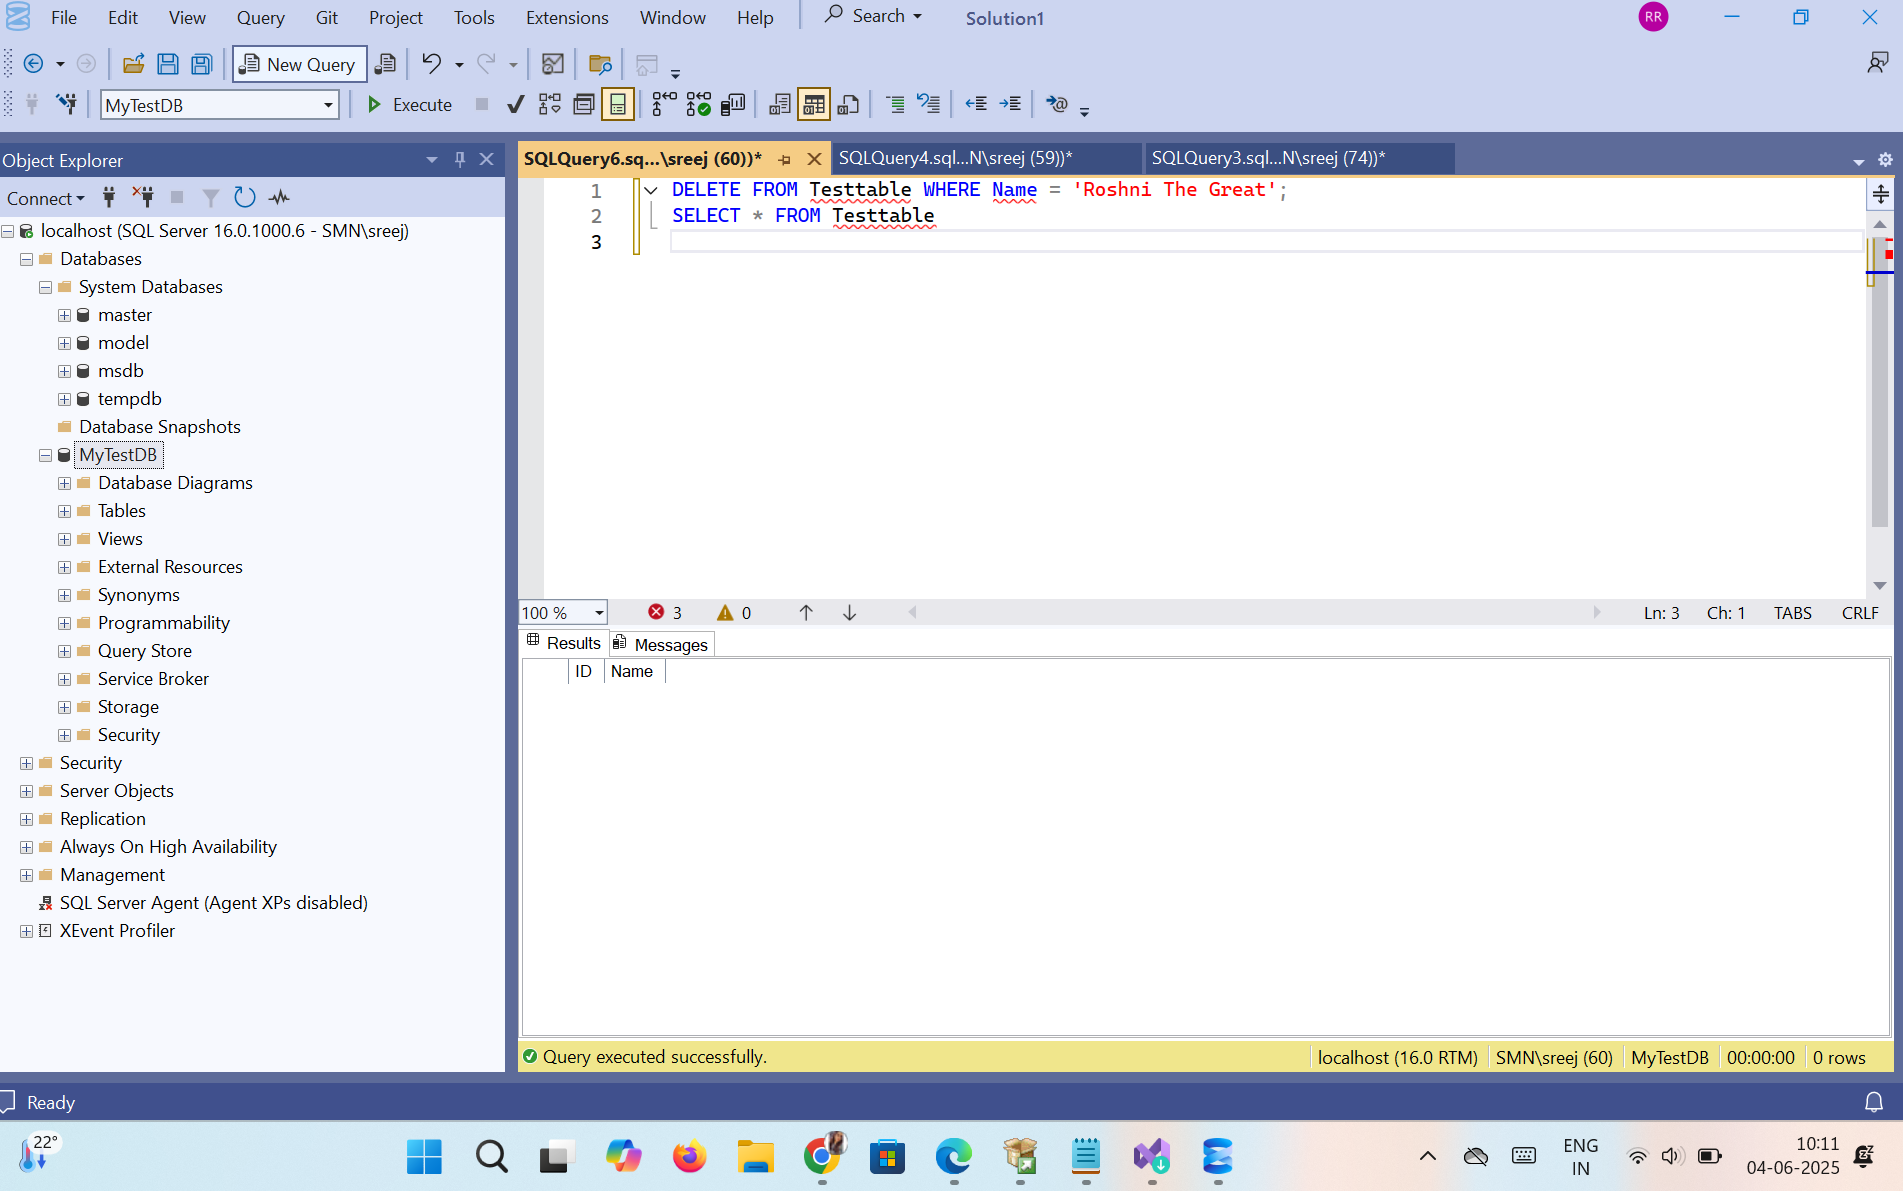 File Edit View Query Git Project Tools Extensions Window Help Search Solution1 RR
New Query
MyTestDB Execute
Object Explorer
Connect
localhost (SQL Server 16.0.1000.6 - SMN\sreej)
Databases
System Databases
master
model
msdb
tempdb
Database Snapshots
MyTestDB
Database Diagrams
Tables
Views
External Resources
Synonyms
Programmability
Query Store
Service Broker
Storage
Security
Security
Server Objects
Replication
Always On High Availability
Management
SQL Server Agent (Agent XPs disabled)
XEvent Profiler
SQLQuery6.sq...\sreej (60))* SQLQuery4.sql...N\sreej (59))* SQLQuery3.sql...N\sreej (74))*
1 DELETE FROM Testtable WHERE Name = 'Roshni The Great';
2 SELECT * FROM Testtable
3
100 % 3 0 Ln: 3 Ch: 1 TABS CRLF
Results Messages
ID Name
Query executed successfully. localhost (16.0 RTM) SMN\sreej (60) MyTestDB 00:00:00 0 rows
Ready
22°
ENG
IN
10:11
04-06-2025